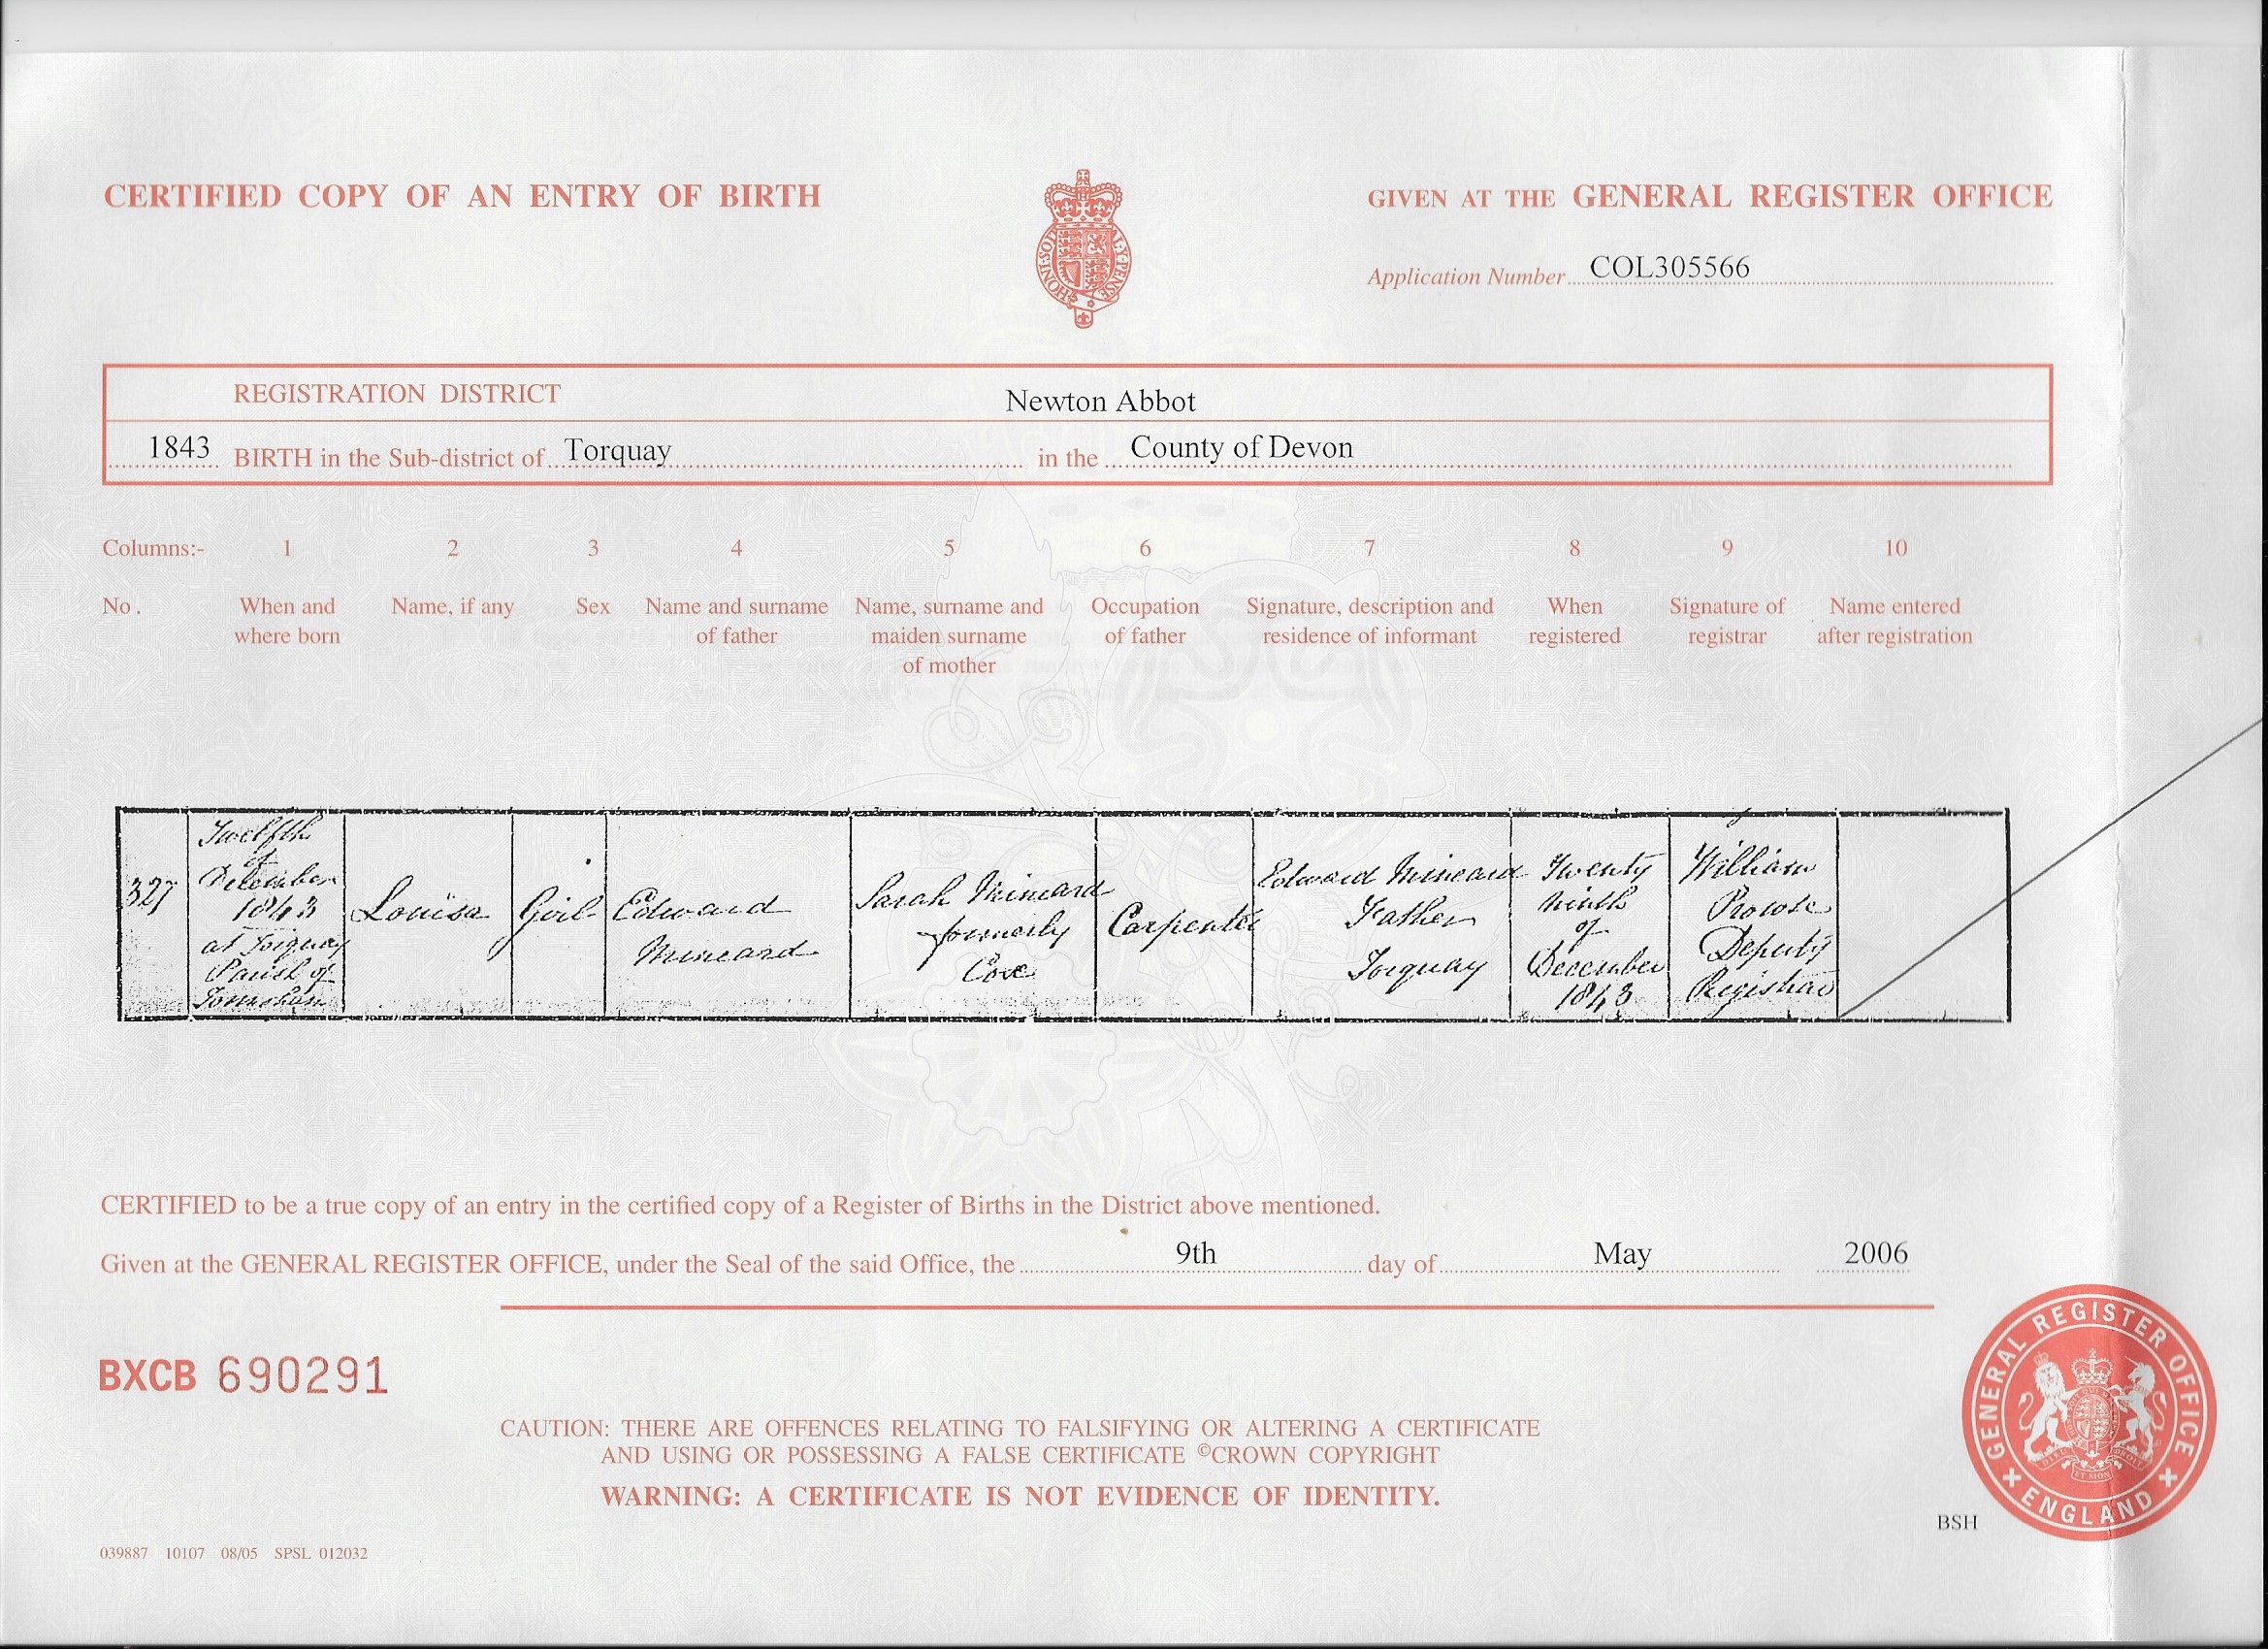 CERTIFIED COPY OF AN ENTRY OF BIRTH
GIVEN AT THE GENERAL REGISTER OFFICE
HONI·SOIT AL·Y·PENSE
Application Number COL305566
REGISTRATION DISTRICT Newton Abbot
1843 BIRTH in the Sub-district of Torquay in the County of Devon
Columns:- 1 2 3 4 5 6 7 8 9 10
No. When and where born
Name, if any
Sex
Name and surname of father
Name, surname and maiden surname of mother
Occupation of father
Signature, description and residence of informant
When registered
Signature of registrar
Name entered after registration
327
Twelfth
of
December
1843
at Torquay
Parish of
Louisa
Girl
Edward
Mineard
Sarah Mineard
formerly
Carpenter
Edward Mineard
Father
Torquay
Twenty
ninth
of
December
1843
William
Prowse
Deputy
Registrar
CERTIFIED to be a true copy of an entry in the certified copy of a Register of Births in the District above mentioned.
Given at the GENERAL REGISTER OFFICE, under the Seal of the said Office, the 9th day of May 2006
BXCB 690291
CAUTION: THERE ARE OFFENCES RELATING TO FALSIFYING OR ALTERING A CERTIFICATE
AND USING OR POSSESSING A FALSE CERTIFICATE ©CROWN COPYRIGHT
WARNING: A CERTIFICATE IS NOT EVIDENCE OF IDENTITY.
GENERAL REGISTER OFFICE
ENGLAND
BSH
039887 10107 08/05 SPSL 012032